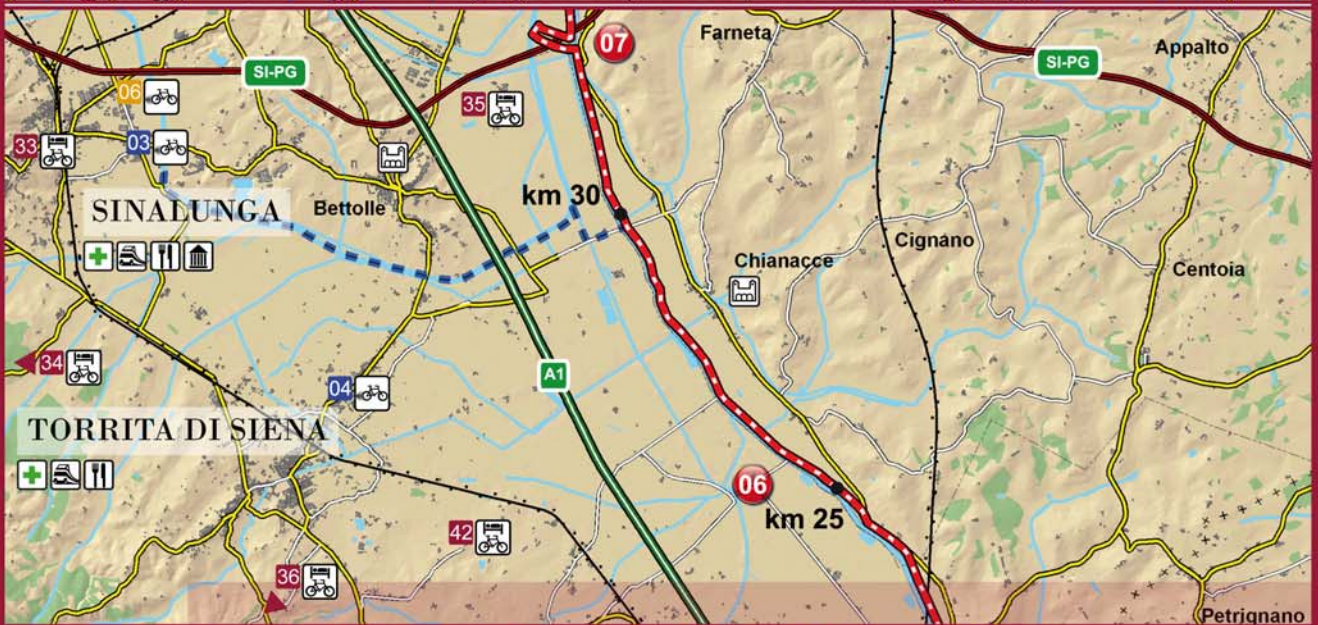 07
Farneta
SI-PG
Appalto
SI-PG
06
35
33
03
km 30
SINALUNGA
Bettolle
Cignano
Chianacce
Centoia
34
A1
04
TORRITA DI SIENA
06
km 25
42
36
Petrignano